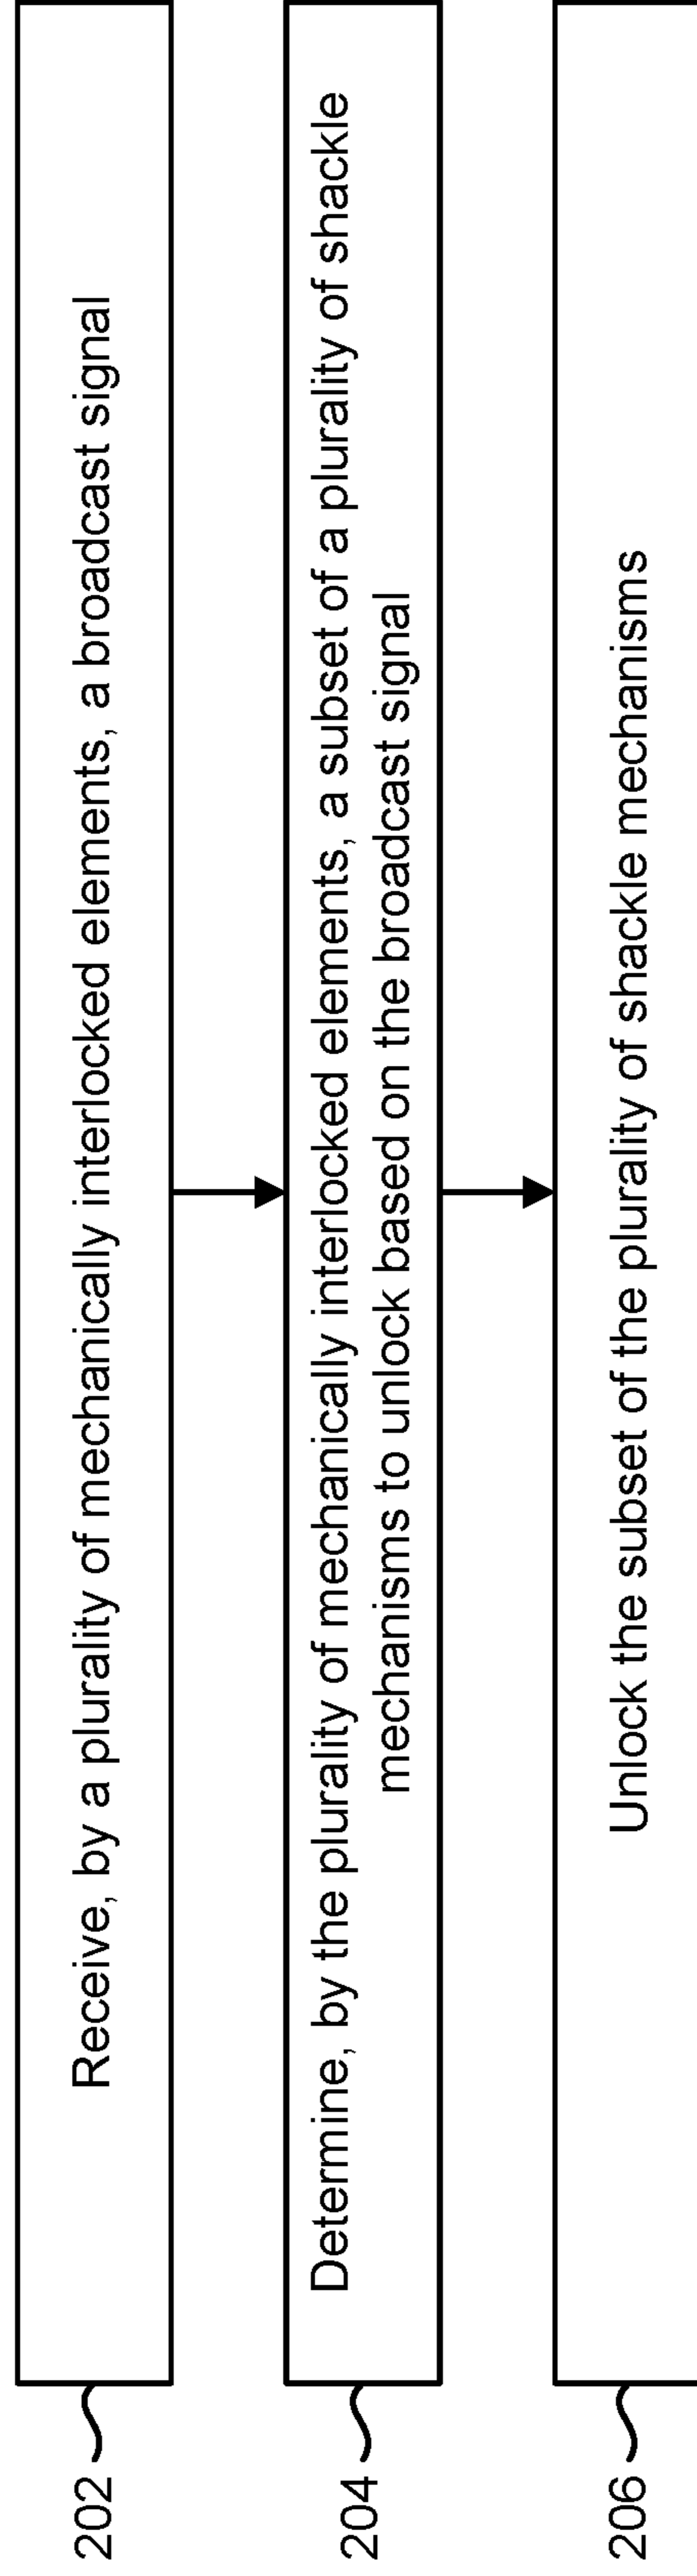 202
Receive, by a plurality of mechanically interlocked elements, a broadcast signal
204
Determine, by the plurality of mechanically interlocked elements, a subset of a plurality of shackle
mechanisms to unlock based on the broadcast signal
206
Unlock the subset of the plurality of shackle mechanisms